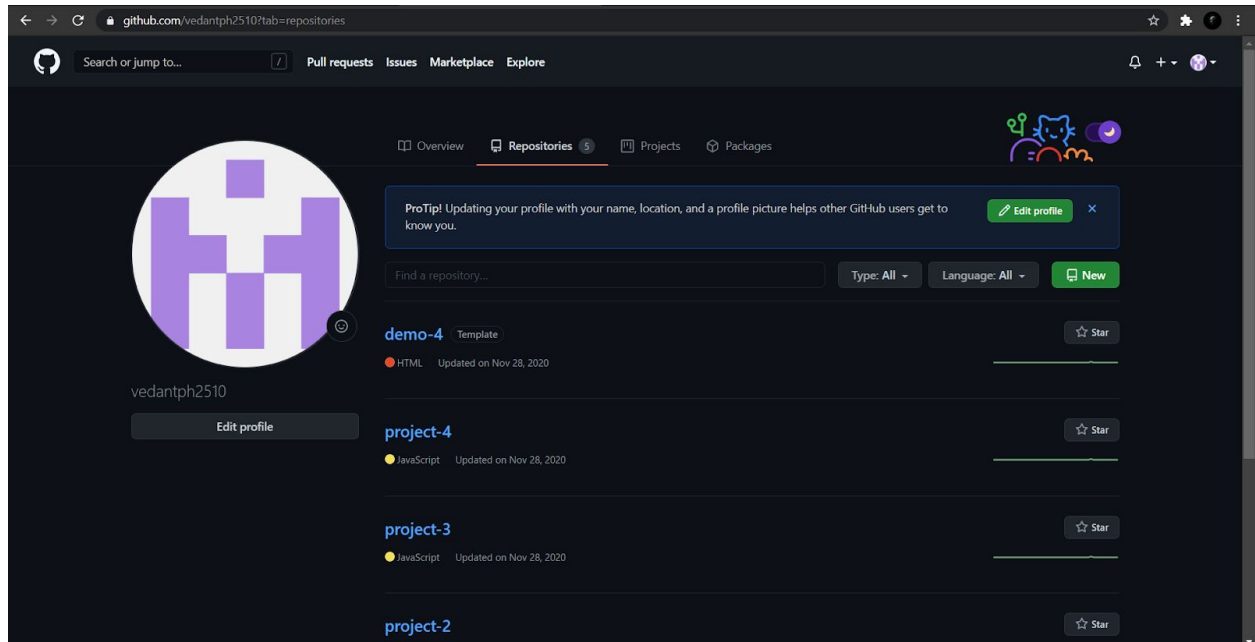 github.com/vedantph2510?tab=repositories
Search or jump to... / Pull requests Issues Marketplace Explore
Overview Repositories 5 Projects Packages
ProTip! Updating your profile with your name, location, and a profile picture helps other GitHub users get to
know you.
Edit profile
Find a repository...
Type: All
Language: All
New
vedantph2510
Edit profile
demo-4 Template
Star
HTML Updated on Nov 28, 2020
project-4
Star
JavaScript Updated on Nov 28, 2020
project-3
Star
JavaScript Updated on Nov 28, 2020
project-2
Star